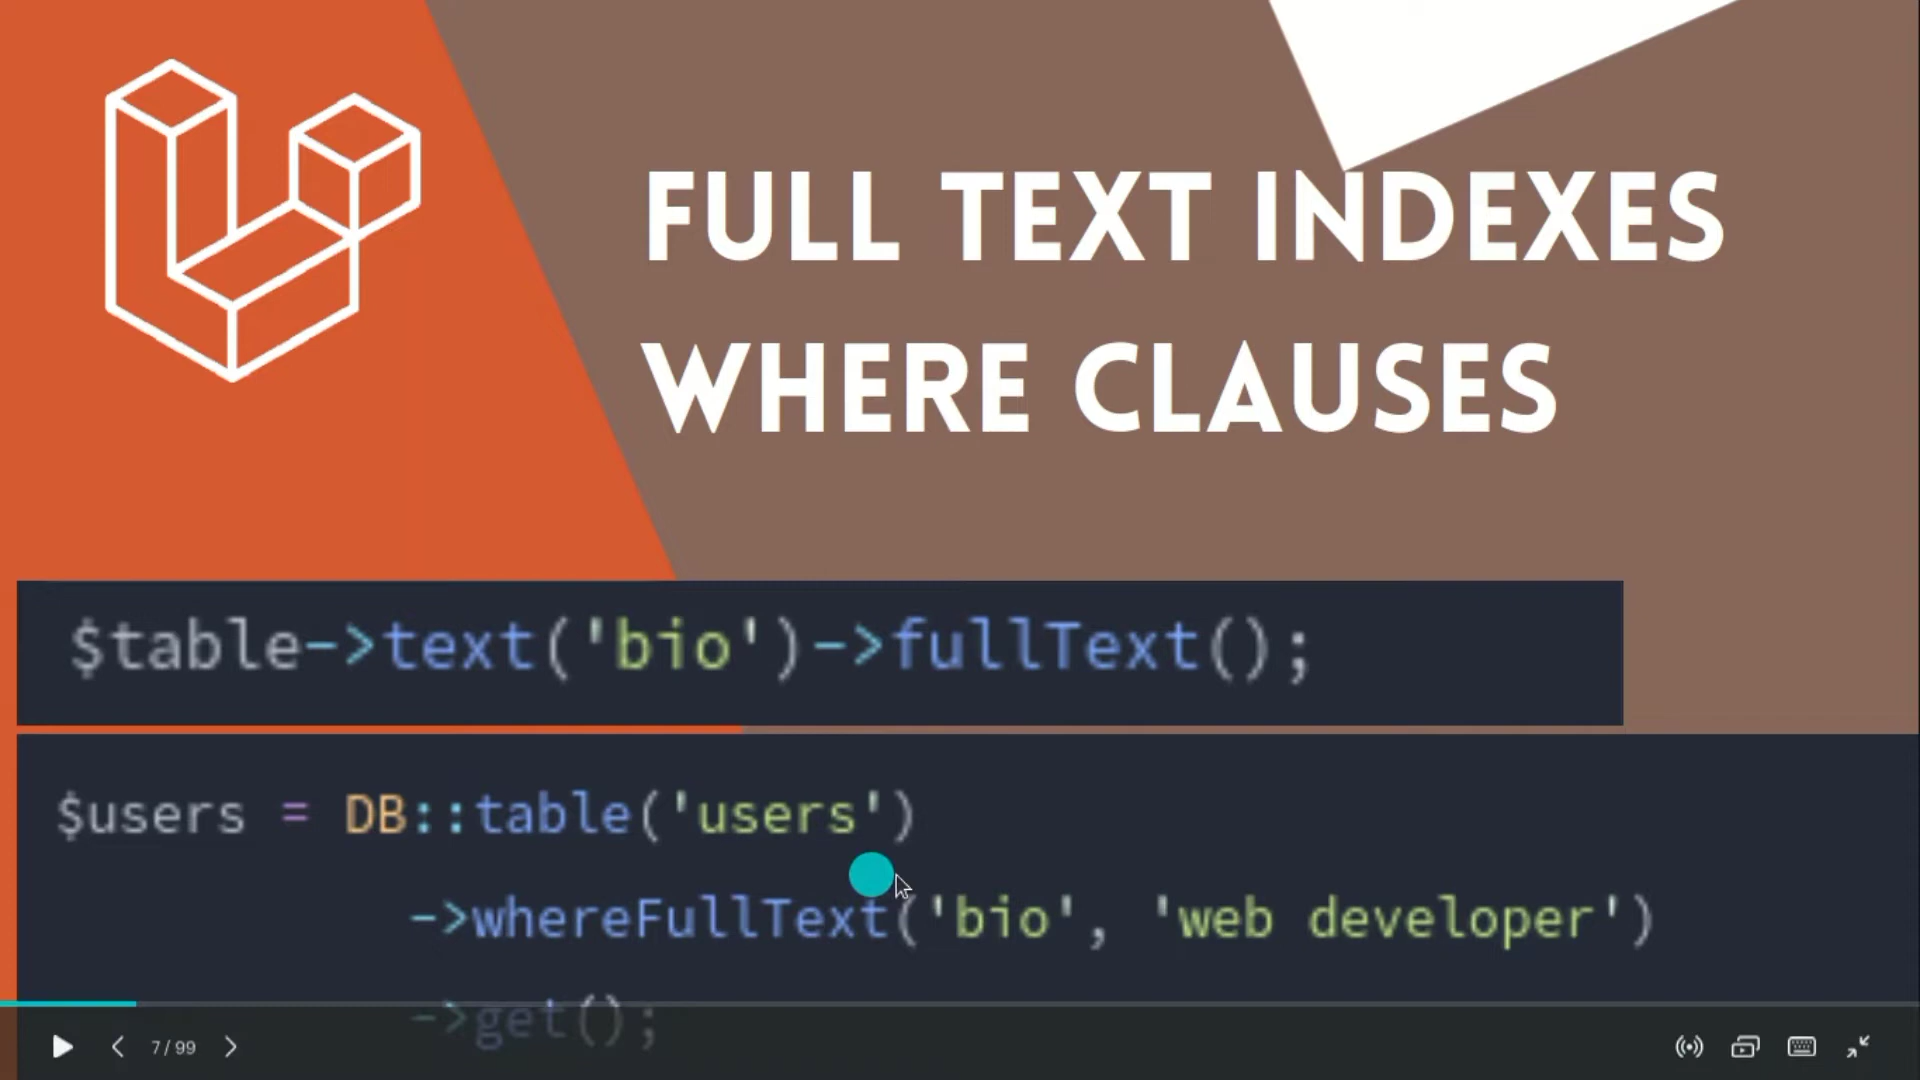 FULL TEXT INDEXES
WHERE CLAUSES
$table->text('bio')->fullText();
$users = DB::table('users')
->whereFullText('bio', 'web developer')
->get();
7 / 99